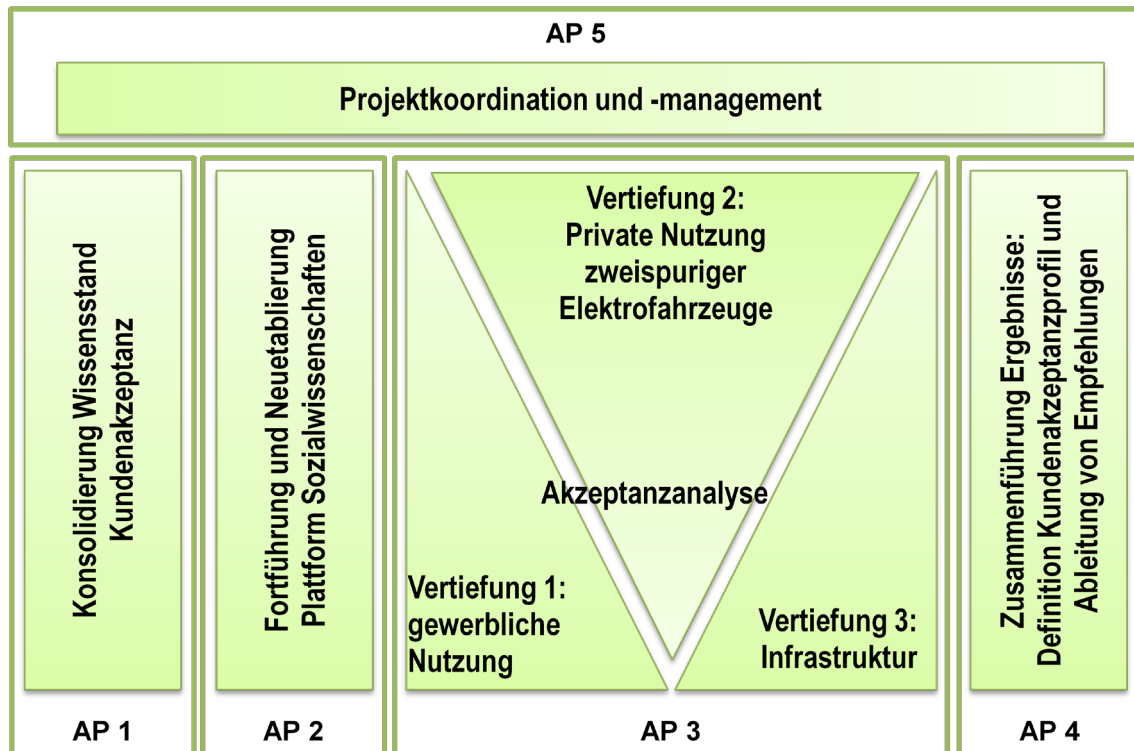 AP 5
Projektkoordination und -management
Konsolidierung Wissensstand
Kundenakzeptanz
AP 1
Fortführung und Neuetablierung
Plattform Sozialwissenschaften
AP 2
Vertiefung 2:
Private Nutzung
zweispuriger
Elektrofahrzeuge
Akzeptanzanalyse
Vertiefung 1:
gewerbliche
Nutzung
Vertiefung 3:
Infrastruktur
AP 3
Zusammenführung Ergebnisse:
Definition Kundenakzeptanzprofil und
Ableitung von Empfehlungen
AP 4